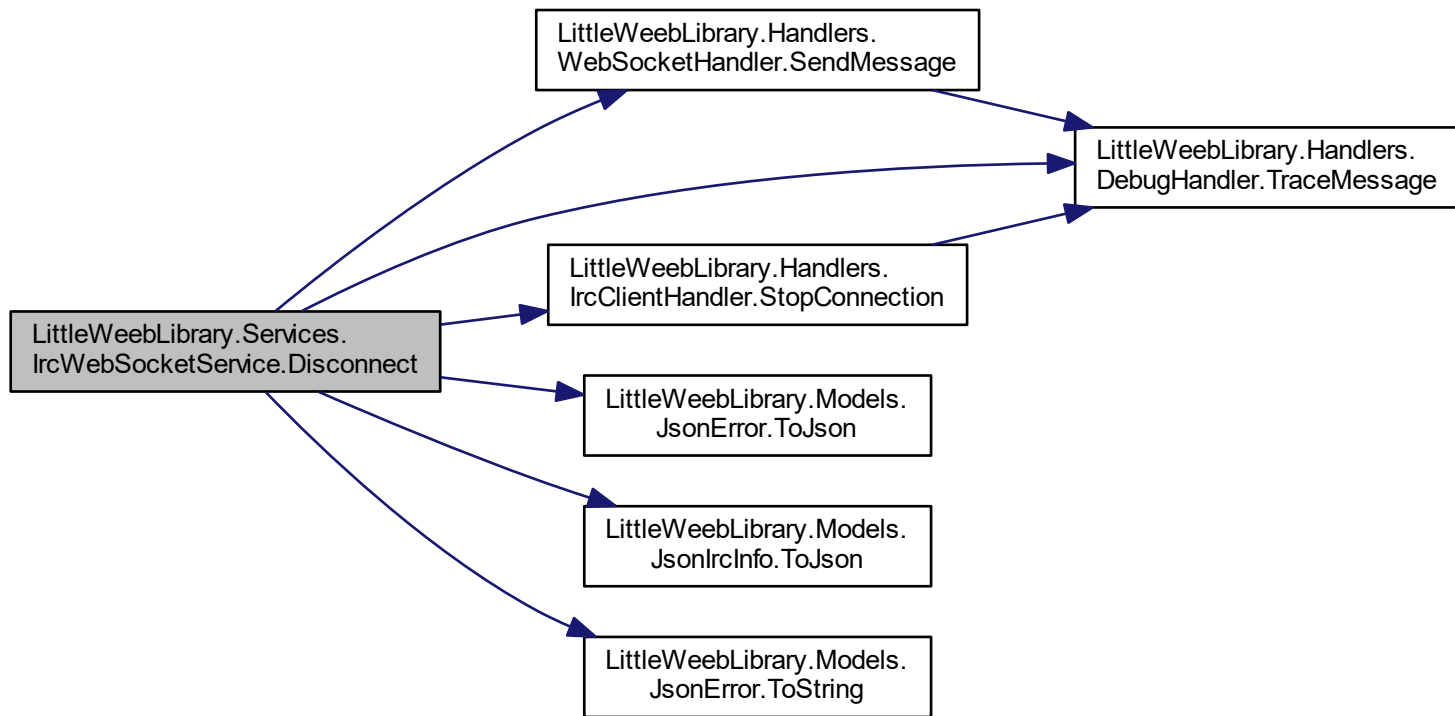 LittleWeebLibrary.Handlers.
WebSocketHandler.SendMessage
LittleWeebLibrary.Handlers.
DebugHandler.TraceMessage
LittleWeebLibrary.Handlers.
IrcClientHandler.StopConnection
LittleWeebLibrary.Services.
IrcWebSocketService.Disconnect
LittleWeebLibrary.Models.
JsonError.ToJson
LittleWeebLibrary.Models.
JsonIrcInfo.ToJson
LittleWeebLibrary.Models.
JsonError.ToString